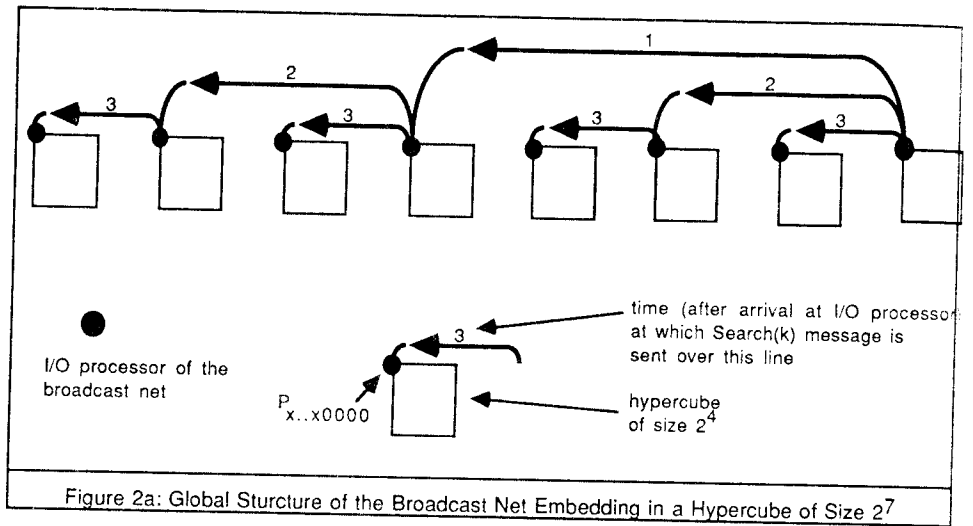 1
2
2
3
3
3
3
time (after arrival at I/O processor
at which Search(k) message is
sent over this line
3
I/O processor of the
broadcast net
P x..x0000
hypercube
of size 2^4
Figure 2a: Global Sturcture of the Broadcast Net Embedding in a Hypercube of Size 2^7